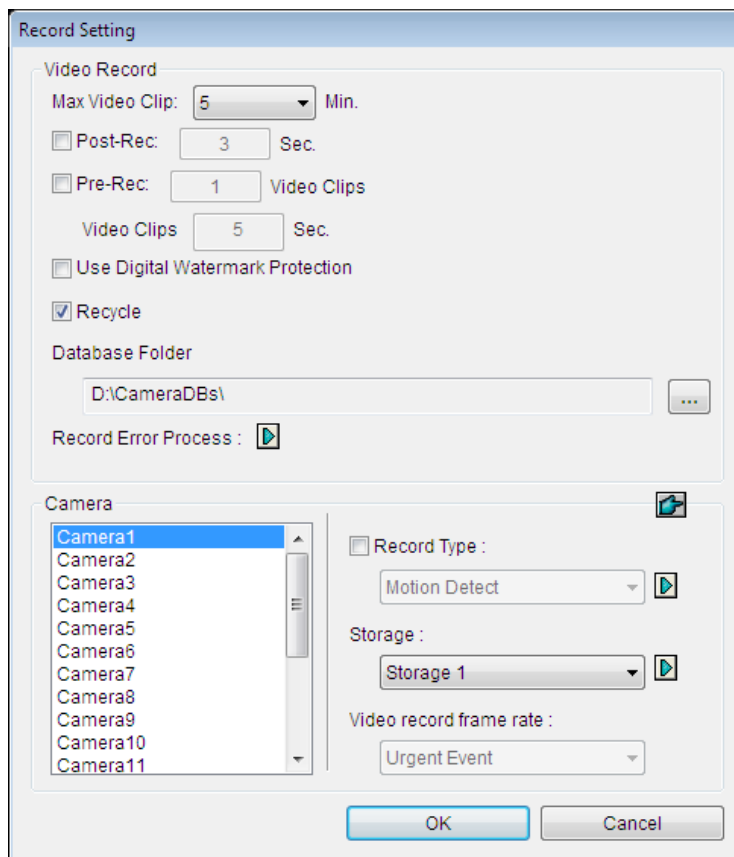 Record Setting
Video Record
Max Video Clip: 5 Min.
Post-Rec: 3 Sec.
Pre-Rec: 1 Video Clips
Video Clips 5 Sec.
Use Digital Watermark Protection
Recycle
Database Folder
D:\CameraDBs\ ...
Record Error Process :
Camera
Camera1
Camera2
Camera3
Camera4
Camera5
Camera6
Camera7
Camera8
Camera9
Camera10
Camera11
Record Type :
Motion Detect
Storage :
Storage 1
Video record frame rate :
Urgent Event
OK Cancel